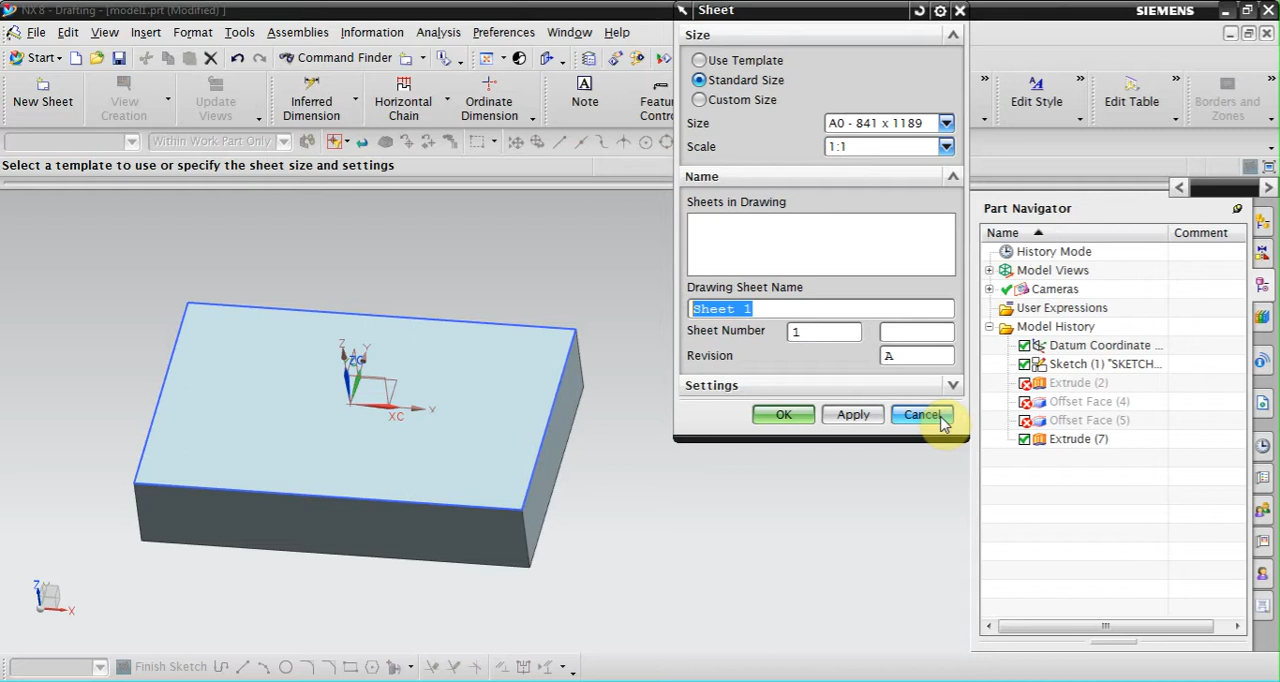 NX 8 - Drafting - [model1.prt (Modified) ]
Sheet
SIEMENS
File Edit View Insert Format Tools Assemblies Information Analysis Preferences Window Help
Start
Command Finder
New Sheet
View Creation
Update Views
Inferred Dimension
Horizontal Chain
Ordinate Dimension
Note
Edit Style
Edit Table
Borders and Zones
Within Work Part Only
Select a template to use or specify the sheet size and settings
Size
Use Template
Standard Size
Custom Size
Size
A0 - 841 x 1189
Scale
1:1
Name
Sheets in Drawing
Drawing Sheet Name
Sheet 1
Sheet Number
1
Revision
A
Settings
OK
Apply
Cancel
Part Navigator
Name
Comment
History Mode
Model Views
Cameras
User Expressions
Model History
Datum Coordinate ...
Sketch (1) "SKETCH...
Extrude (2)
Offset Face (4)
Offset Face (5)
Extrude (7)
Z
Y
XC
Y
Z
X
Finish Sketch